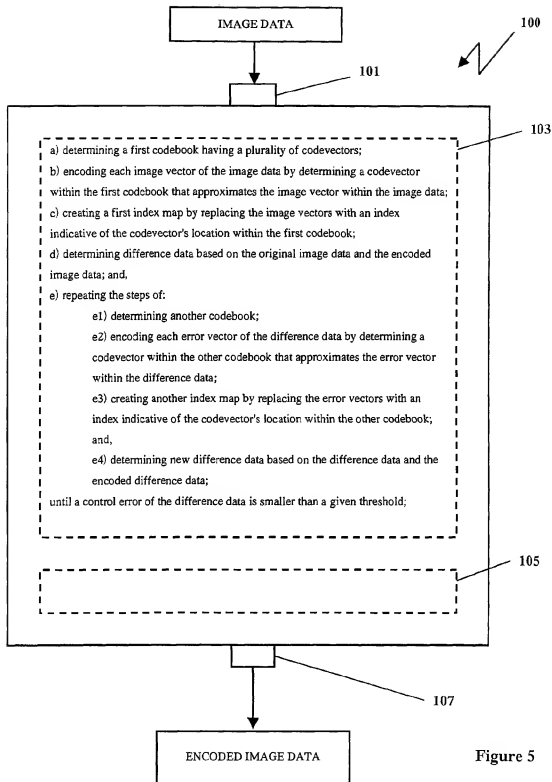 IMAGE DATA
100
101
103
a) determining a first codebook having a plurality of codevectors;
b) encoding each image vector of the image data by determining a codevector
within the first codebook that approximates the image vector within the image data;
c) creating a first index map by replacing the image vectors with an index
indicative of the codevector's location within the first codebook;
d) determining difference data based on the original image data and the encoded
image data; and,
e) repeating the steps of:
e1) determining another codebook;
e2) encoding each error vector of the difference data by determining a
codevector within the other codebook that approximates the error vector
within the difference data;
e3) creating another index map by replacing the error vectors with an
index indicative of the codevector's location within the other codebook;
and,
e4) determining new difference data based on the difference data and the
encoded difference data;
until a control error of the difference data is smaller than a given threshold;
105
107
ENCODED IMAGE DATA
Figure 5